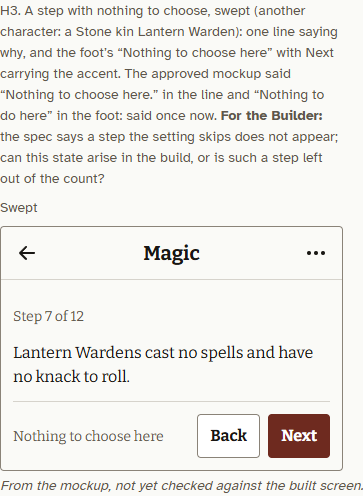 H3. A step with nothing to choose, swept (another
character: a Stone kin Lantern Warden): one line saying
why, and the foot’s “Nothing to choose here” with Next
carrying the accent. The approved mockup said
“Nothing to choose here.” in the line and “Nothing to
do here” in the foot: said once now. For the Builder:
the spec says a step the setting skips does not appear;
can this state arise in the build, or is such a step left
out of the count?
Swept
Magic
Step 7 of 12
Lantern Wardens cast no spells and have
no knack to roll.
Nothing to choose here Back Next
From the mockup, not yet checked against the built screen.